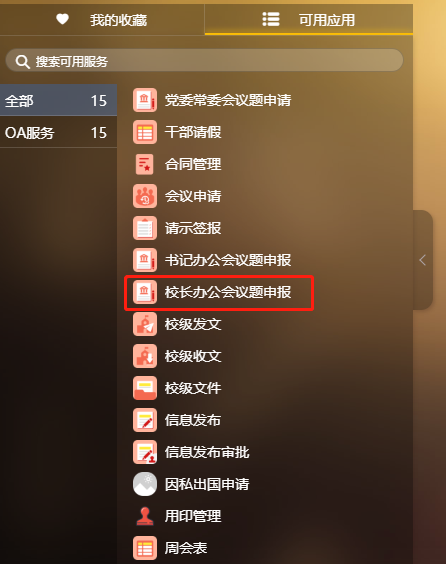 我的收藏
可用应用
搜索可用服务
全部 15
OA服务 15
党委常委会议题申请
干部请假
合同管理
会议申请
请示签报
书记办公会议题申报
校长办公会议题申报
校级发文
校级收文
校级文件
信息发布
信息发布审批
因私出国申请
用印管理
周会表